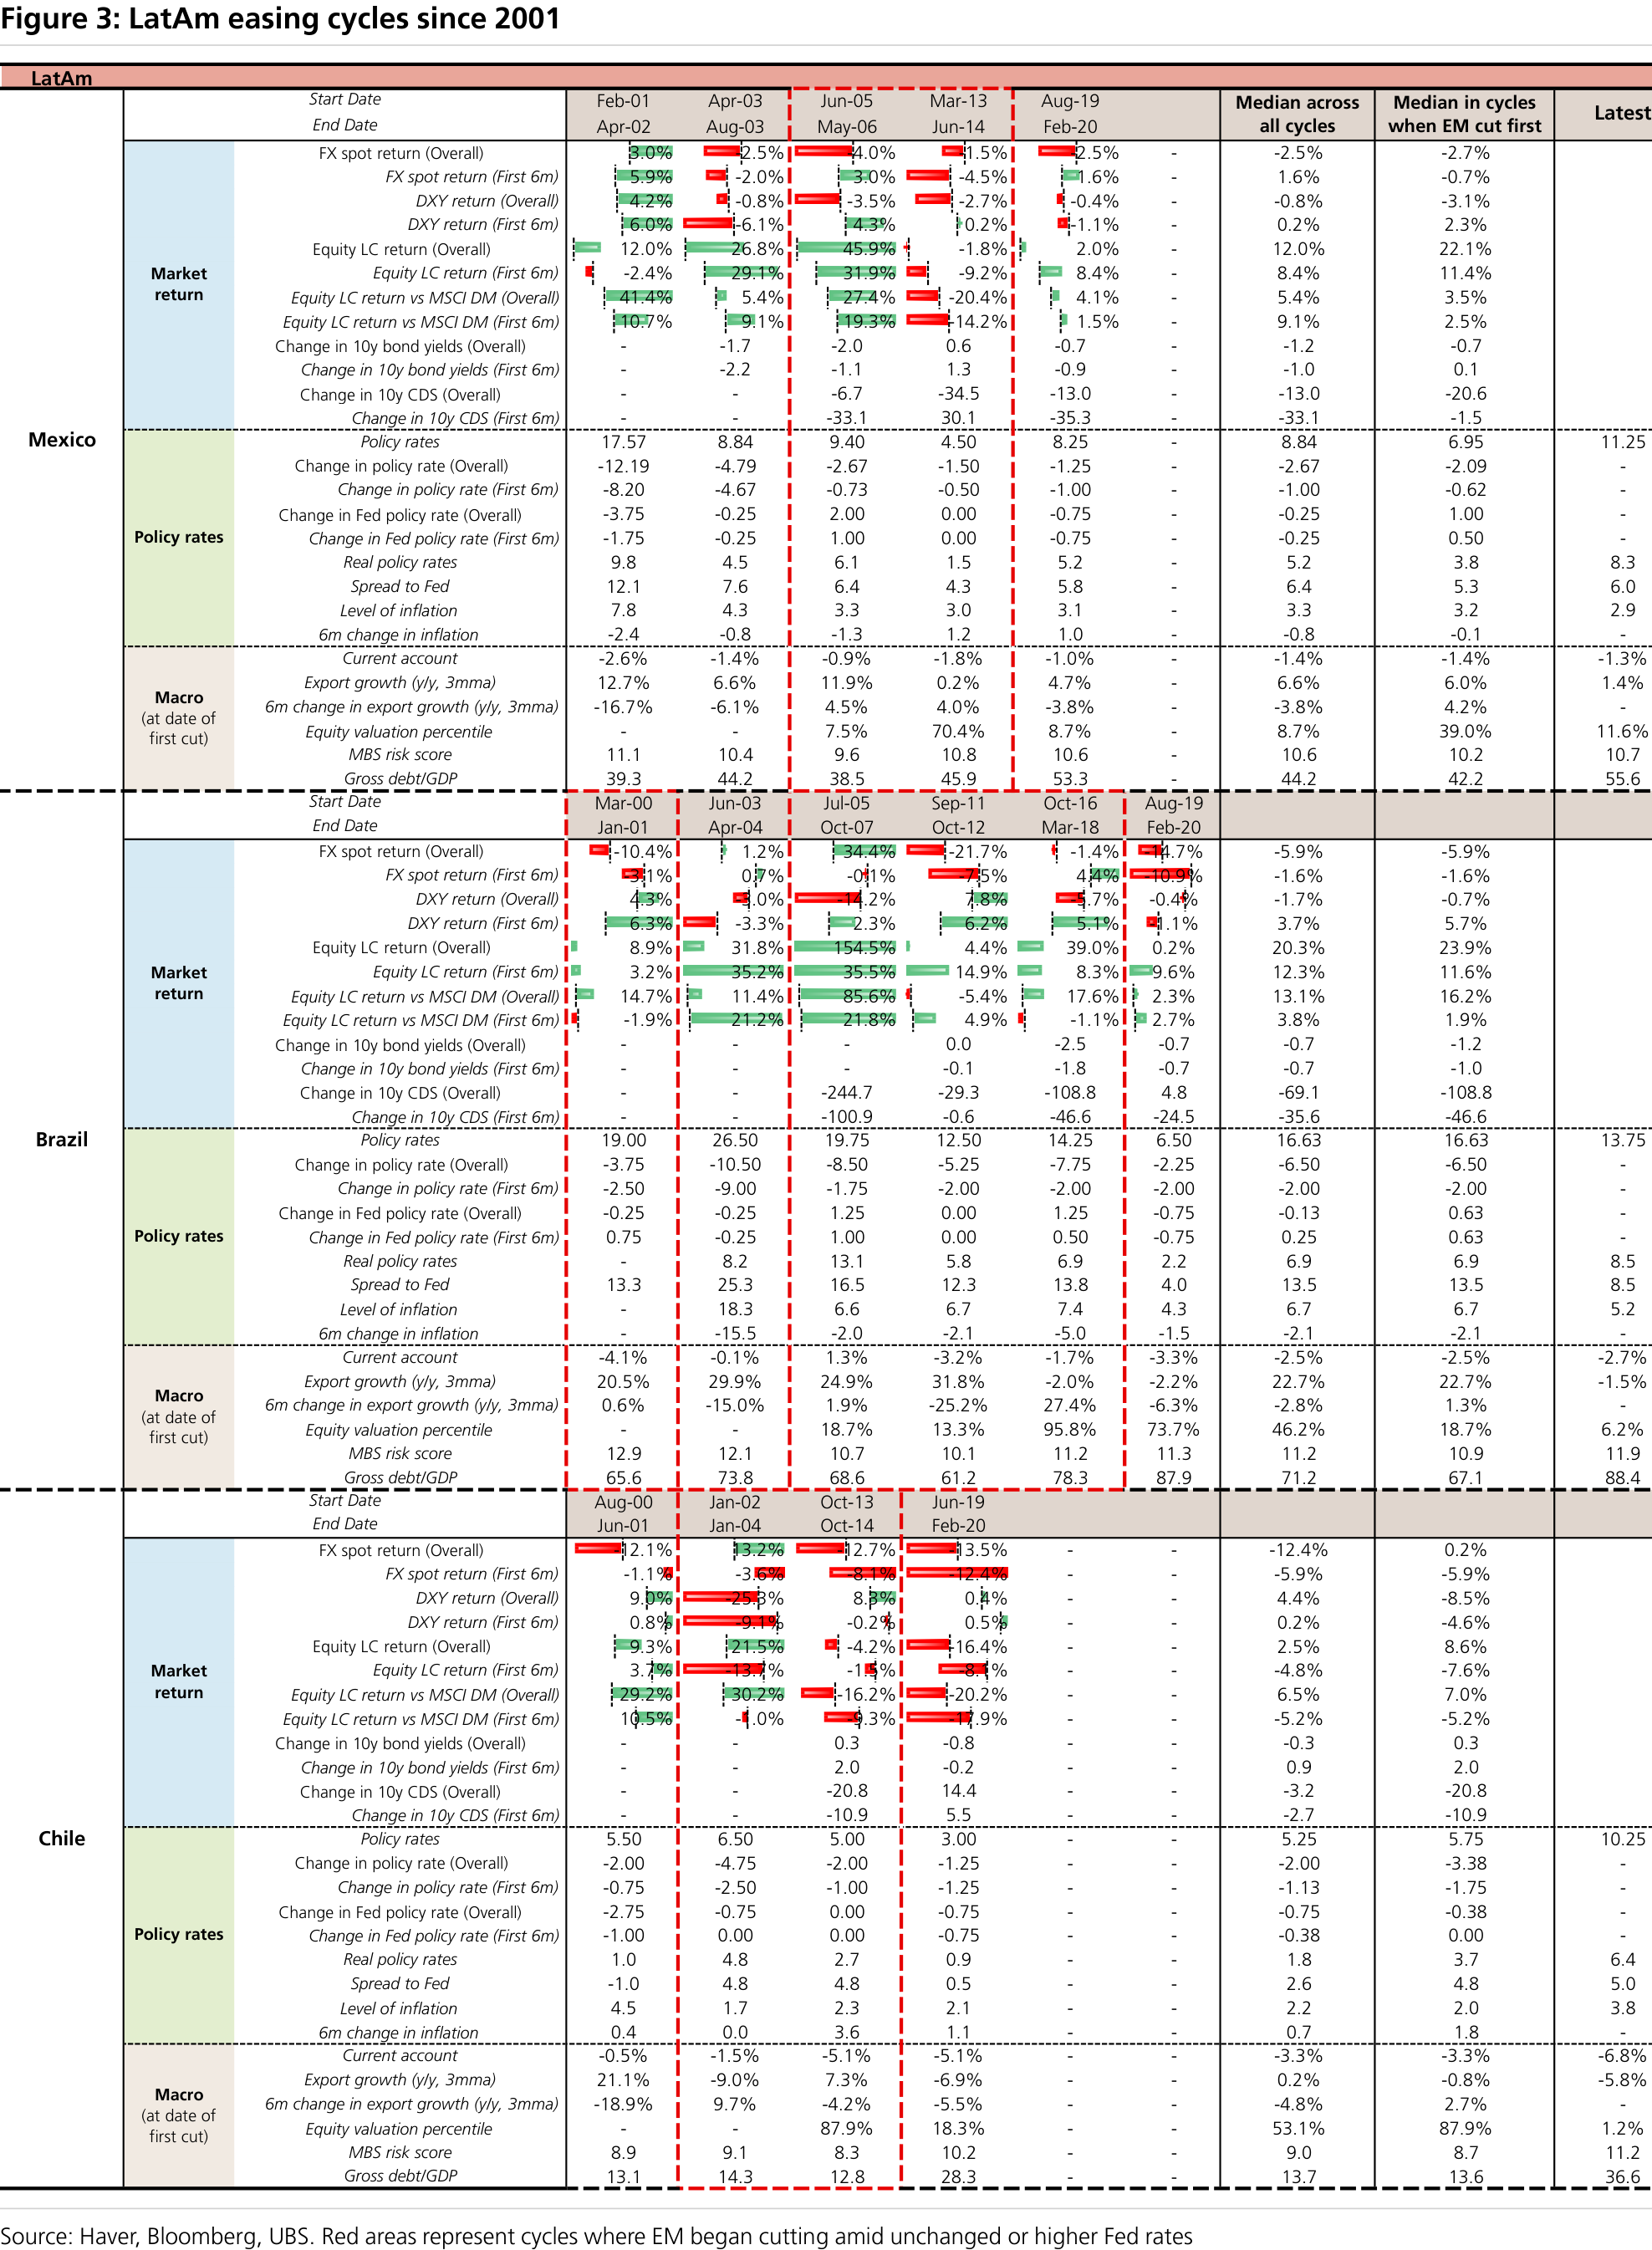 Figure 3: LatAm easing cycles since 2001
LatAm
Start Date Feb-01 Apr-03 Jun-05 Mar-13 Aug-19 Median across all cycles Median in cycles when EM cut first Latest
End Date Apr-02 Aug-03 May-06 Jun-14 Feb-20
Mexico
Market return
FX spot return (Overall) 3.0% -2.5% -4.0% -1.5% -2.5% - -2.5% -2.7%
FX spot return (First 6m) 5.9% -2.0% 3.0% -4.5% 1.6% - 1.6% -0.7%
DXY return (Overall) 4.2% -0.8% -3.5% -2.7% -0.4% - -0.8% -3.1%
DXY return (First 6m) 6.0% -6.1% 4.3% 0.2% -1.1% - 0.2% 2.3%
Equity LC return (Overall) 12.0% 26.8% 45.9% -1.8% 2.0% - 12.0% 22.1%
Equity LC return (First 6m) -2.4% 29.1% 31.9% -9.2% 8.4% - 8.4% 11.4%
Equity LC return vs MSCI DM (Overall) 41.4% 5.4% 27.4% -20.4% 4.1% - 5.4% 3.5%
Equity LC return vs MSCI DM (First 6m) 10.7% 9.1% 19.3% -14.2% 1.5% - 9.1% 2.5%
Change in 10y bond yields (Overall) - -1.7 -2.0 0.6 -0.7 - -1.2 -0.7
Change in 10y bond yields (First 6m) - -2.2 -1.1 1.3 -0.9 - -1.0 0.1
Change in 10y CDS (Overall) - - -6.7 -34.5 -13.0 - -13.0 -20.6
Change in 10y CDS (First 6m) - - -33.1 30.1 -35.3 - -33.1 -1.5
Policy rates
Policy rates 17.57 8.84 9.40 4.50 8.25 - 8.84 6.95 11.25
Change in policy rate (Overall) -12.19 -4.79 -2.67 -1.50 -1.25 - -2.67 -2.09 -
Change in policy rate (First 6m) -8.20 -4.67 -0.73 -0.50 -1.00 - -1.00 -0.62 -
Change in Fed policy rate (Overall) -3.75 -0.25 2.00 0.00 -0.75 - -0.25 1.00 -
Change in Fed policy rate (First 6m) -1.75 -0.25 1.00 0.00 -0.75 - -0.25 0.50 -
Real policy rates 9.8 4.5 6.1 1.5 5.2 - 5.2 3.8 8.3
Spread to Fed 12.1 7.6 6.4 4.3 5.8 - 6.4 5.3 6.0
Level of inflation 7.8 4.3 3.3 3.0 3.1 - 3.3 3.2 2.9
6m change in inflation -2.4 -0.8 -1.3 1.2 1.0 - -0.8 -0.1 -
Macro
(at date of
first cut)
Current account -2.6% -1.4% -0.9% -1.8% -1.0% - -1.4% -1.4% -1.3%
Export growth (y/y, 3mma) 12.7% 6.6% 11.9% 0.2% 4.7% - 6.6% 6.0% 1.4%
6m change in export growth (y/y, 3mma) -16.7% -6.1% 4.5% 4.0% -3.8% - -3.8% 4.2% -
Equity valuation percentile - - 7.5% 70.4% 8.7% - 8.7% 39.0% 11.6%
MBS risk score 11.1 10.4 9.6 10.8 10.6 - 10.6 10.2 10.7
Gross debt/GDP 39.3 44.2 38.5 45.9 53.3 - 44.2 42.2 55.6
Start Date Mar-00 Jun-03 Jul-05 Sep-11 Oct-16 Aug-19
End Date Jan-01 Apr-04 Oct-07 Oct-12 Mar-18 Feb-20
Brazil
Market return
FX spot return (Overall) -10.4% 1.2% 34.4% -21.7% -1.4% -14.7% -5.9% -5.9%
FX spot return (First 6m) -3.1% 0.7% -0.1% -7.5% 4.4% -10.9% -1.6% -1.6%
DXY return (Overall) 4.3% -3.0% -14.2% 7.8% -5.7% -0.4% -1.7% -0.7%
DXY return (First 6m) 6.3% -3.3% 2.3% 6.2% 5.1% -1.1% 3.7% 5.7%
Equity LC return (Overall) 8.9% 31.8% 154.5% 4.4% 39.0% 0.2% 20.3% 23.9%
Equity LC return (First 6m) 3.2% 35.2% 35.5% 14.9% 8.3% 9.6% 12.3% 11.6%
Equity LC return vs MSCI DM (Overall) 14.7% 11.4% 85.6% -5.4% 17.6% 2.3% 13.1% 16.2%
Equity LC return vs MSCI DM (First 6m) -1.9% 21.2% 21.8% 4.9% -1.1% 2.7% 3.8% 1.9%
Change in 10y bond yields (Overall) - - - 0.0 -2.5 -0.7 -0.7 -1.2
Change in 10y bond yields (First 6m) - - - -0.1 -1.8 -0.7 -0.7 -1.0
Change in 10y CDS (Overall) - - -244.7 -29.3 -108.8 4.8 -69.1 -108.8
Change in 10y CDS (First 6m) - - -100.9 -0.6 -46.6 -24.5 -35.6 -46.6
Policy rates
Policy rates 19.00 26.50 19.75 12.50 14.25 6.50 16.63 16.63 13.75
Change in policy rate (Overall) -3.75 -10.50 -8.50 -5.25 -7.75 -2.25 -6.50 -6.50 -
Change in policy rate (First 6m) -2.50 -9.00 -1.75 -2.00 -2.00 -2.00 -2.00 -2.00 -
Change in Fed policy rate (Overall) -0.25 -0.25 1.25 0.00 1.25 -0.75 -0.13 0.63 -
Change in Fed policy rate (First 6m) 0.75 -0.25 1.00 0.00 0.50 -0.75 0.25 0.63 -
Real policy rates - 8.2 13.1 5.8 6.9 2.2 6.9 6.9 8.5
Spread to Fed 13.3 25.3 16.5 12.3 13.8 4.0 13.5 13.5 8.5
Level of inflation - 18.3 6.6 6.7 7.4 4.3 6.7 6.7 5.2
6m change in inflation - -15.5 -2.0 -2.1 -5.0 -1.5 -2.1 -2.1 -
Macro
(at date of
first cut)
Current account -4.1% -0.1% 1.3% -3.2% -1.7% -3.3% -2.5% -2.5% -2.7%
Export growth (y/y, 3mma) 20.5% 29.9% 24.9% 31.8% -2.0% -2.2% 22.7% 22.7% -1.5%
6m change in export growth (y/y, 3mma) 0.6% -15.0% 1.9% -25.2% 27.4% -6.3% -2.8% 1.3% -
Equity valuation percentile - - 18.7% 13.3% 95.8% 73.7% 46.2% 18.7% 6.2%
MBS risk score 12.9 12.1 10.7 10.1 11.2 11.3 11.2 10.9 11.9
Gross debt/GDP 65.6 73.8 68.6 61.2 78.3 87.9 71.2 67.1 88.4
Start Date Aug-00 Jan-02 Oct-13 Jun-19
End Date Jun-01 Jan-04 Oct-14 Feb-20
Chile
Market return
FX spot return (Overall) -12.1% 13.2% -12.7% -13.5% - - -12.4% 0.2%
FX spot return (First 6m) -1.1% -3.6% -8.1% -12.4% - - -5.9% -5.9%
DXY return (Overall) 9.0% -25.3% 8.3% 0.4% - - 4.4% -8.5%
DXY return (First 6m) 0.8% -9.1% -0.2% 0.5% - - 0.2% -4.6%
Equity LC return (Overall) 9.3% 21.5% -4.2% -16.4% - - 2.5% 8.6%
Equity LC return (First 6m) 3.7% -13.7% -1.5% -8.1% - - -4.8% -7.6%
Equity LC return vs MSCI DM (Overall) 29.2% 30.2% -16.2% -20.2% - - 6.5% 7.0%
Equity LC return vs MSCI DM (First 6m) 10.5% -1.0% -9.3% -17.9% - - -5.2% -5.2%
Change in 10y bond yields (Overall) - - 0.3 -0.8 - - -0.3 0.3
Change in 10y bond yields (First 6m) - - 2.0 -0.2 - - 0.9 2.0
Change in 10y CDS (Overall) - - -20.8 14.4 - - -3.2 -20.8
Change in 10y CDS (First 6m) - - -10.9 5.5 - - -2.7 -10.9
Policy rates
Policy rates 5.50 6.50 5.00 3.00 - - 5.25 5.75 10.25
Change in policy rate (Overall) -2.00 -4.75 -2.00 -1.25 - - -2.00 -3.38 -
Change in policy rate (First 6m) -0.75 -2.50 -1.00 -1.25 - - -1.13 -1.75 -
Change in Fed policy rate (Overall) -2.75 -0.75 0.00 -0.75 - - -0.75 -0.38 -
Change in Fed policy rate (First 6m) -1.00 0.00 0.00 -0.75 - - -0.38 0.00 -
Real policy rates 1.0 4.8 2.7 0.9 - - 1.8 3.7 6.4
Spread to Fed -1.0 4.8 4.8 0.5 - - 2.6 4.8 5.0
Level of inflation 4.5 1.7 2.3 2.1 - - 2.2 2.0 3.8
6m change in inflation 0.4 0.0 3.6 1.1 - - 0.7 1.8 -
Macro
(at date of
first cut)
Current account -0.5% -1.5% -5.1% -5.1% - - -3.3% -3.3% -6.8%
Export growth (y/y, 3mma) 21.1% -9.0% 7.3% -6.9% - - 0.2% -0.8% -5.8%
6m change in export growth (y/y, 3mma) -18.9% 9.7% -4.2% -5.5% - - -4.8% 2.7% -
Equity valuation percentile - - 87.9% 18.3% - - 53.1% 87.9% 1.2%
MBS risk score 8.9 9.1 8.3 10.2 - - 9.0 8.7 11.2
Gross debt/GDP 13.1 14.3 12.8 28.3 - - 13.7 13.6 36.6
Source: Haver, Bloomberg, UBS. Red areas represent cycles where EM began cutting amid unchanged or higher Fed rates